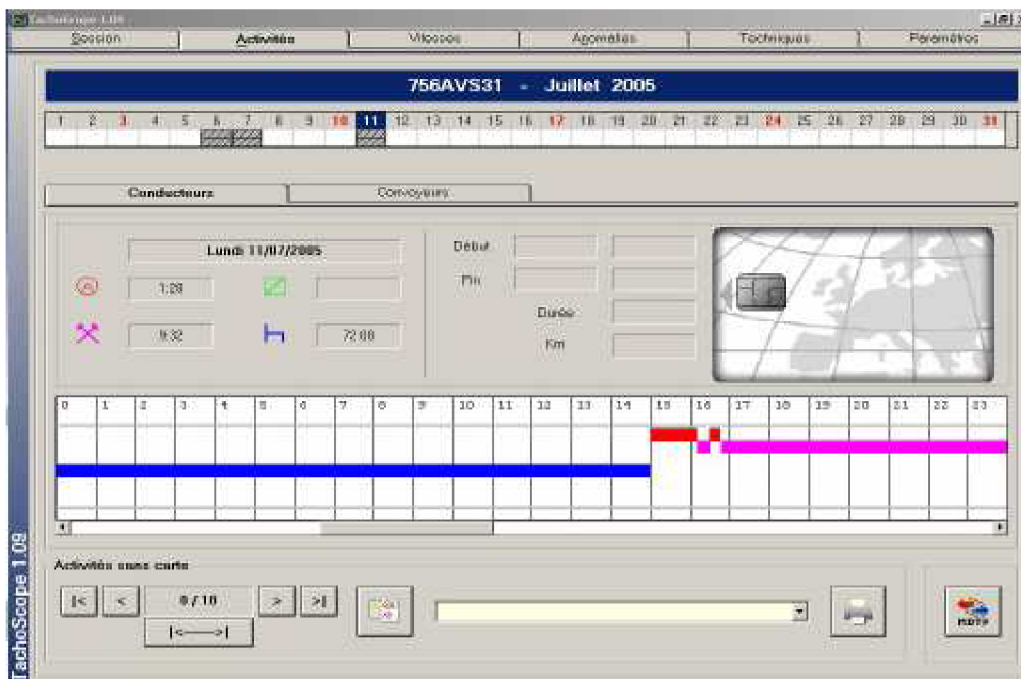 TachoScope 1.09
Session Activités Vitesses Anomalies Techniques Paramètres
756AVS31 - Juillet 2005
1 2 3 4 5 6 7 8 9 10 11 12 13 14 15 16 17 18 19 20 21 22 23 24 25 26 27 28 29 30 31
Conducteurs Convoyeurs
Lundi 11/07/2005
Début
1:28
Fin
Durée
9:32
Km
0 1 2 3 4 5 6 7 8 9 10 11 12 13 14 15 16 17 18 19 20 21 22 23
Activités sans carte
|< < 0 / 10 > >|
|<--->|
TachoScope 1.09